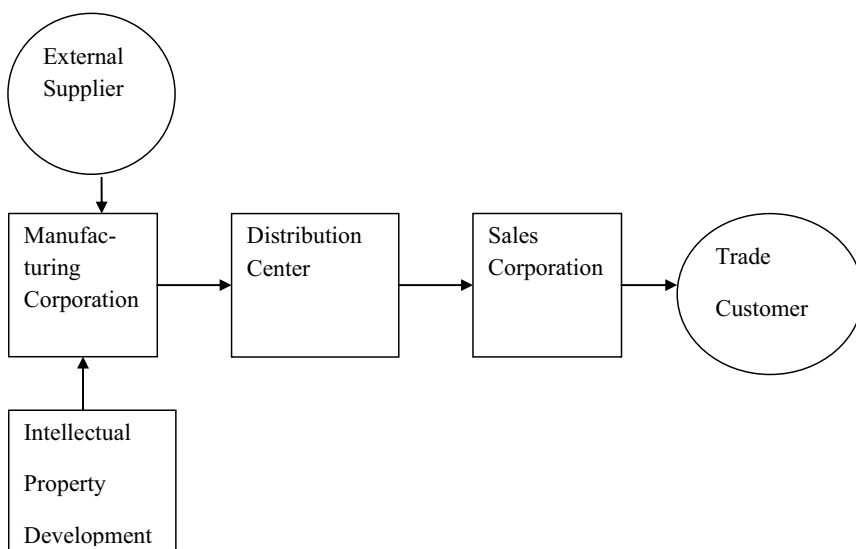 External
Supplier
Manufac-
turing
Corporation
Distribution
Center
Sales
Corporation
Trade
Customer
Intellectual
Property
Development